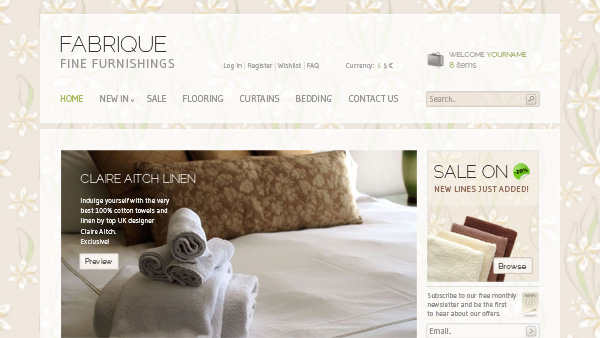 FABRIQUE
FINE FURNISHINGS
Log In | Register | Wishlist | FAQ
Currency: £ $ €
WELCOME YOURNAME
8 items
HOME NEW IN v SALE FLOORING CURTAINS BEDDING CONTACT US
Search..
CLAIRE AITCH LINEN
Indulge yourself with the very
best 100% cotton towels and
linen by top UK designer
Claire Aitch.
Exclusive!
Preview
SALE ON
-20%
NEW LINES JUST ADDED!
Browse
Subscribe to our free monthly
newsletter and be the first
to hear about our offers.
Email..